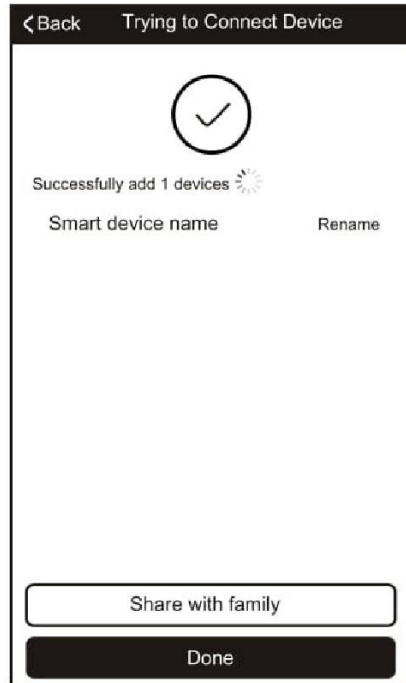 Back Trying to Connect Device
Successfully add 1 devices
Smart device name Rename
Share with family
Done